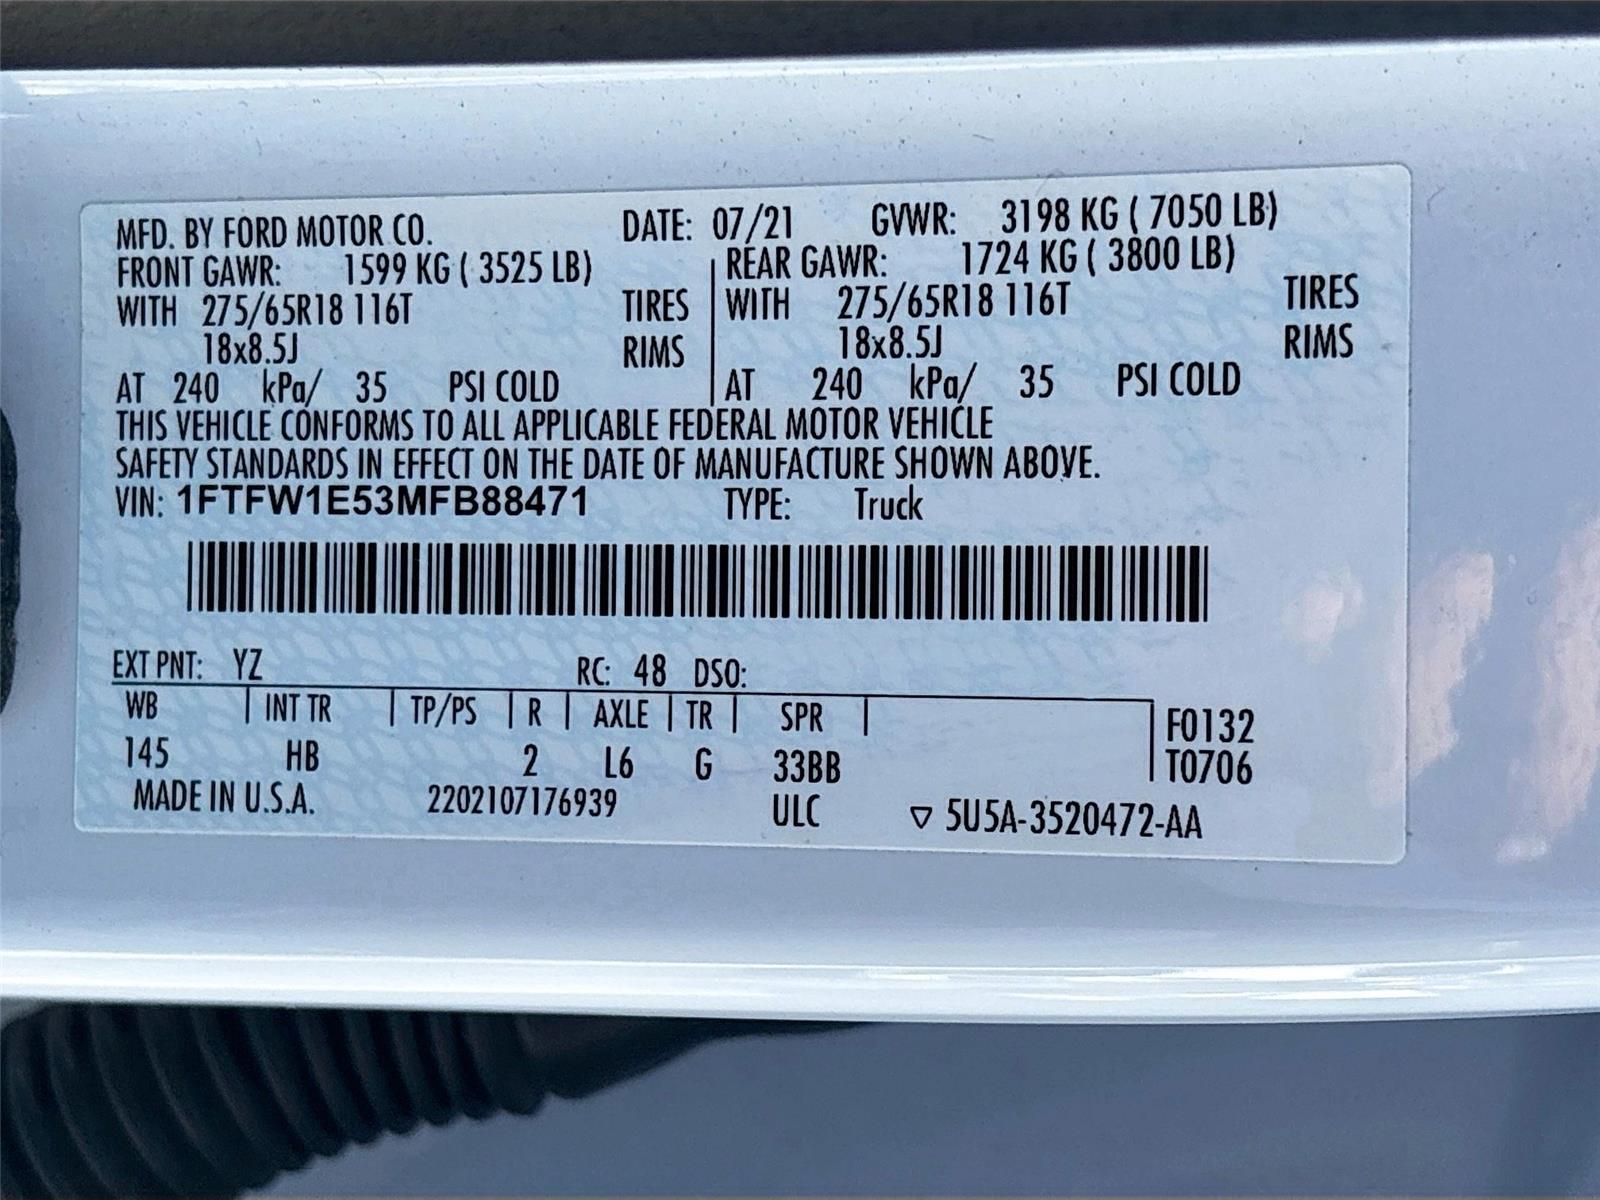 MFD. BY FORD MOTOR CO. DATE: 07/21 GVWR: 3198 KG ( 7050 LB)
FRONT GAWR: 1599 KG ( 3525 LB) REAR GAWR: 1724 KG ( 3800 LB)
WITH 275/65R18 116T TIRES WITH 275/65R18 116T TIRES
18x8.5J RIMS 18x8.5J RIMS
AT 240 kPa/ 35 PSI COLD AT 240 kPa/ 35 PSI COLD
THIS VEHICLE CONFORMS TO ALL APPLICABLE FEDERAL MOTOR VEHICLE
SAFETY STANDARDS IN EFFECT ON THE DATE OF MANUFACTURE SHOWN ABOVE.
VIN: 1FTFW1E53MFB88471 TYPE: Truck
EXT PNT: YZ RC: 48 DSO:
WB INT TR TP/PS R AXLE TR SPR F0132
145 HB 2 L6 G 33BB T0706
MADE IN U.S.A. 2202107176939 ULC ▽ 5U5A-3520472-AA